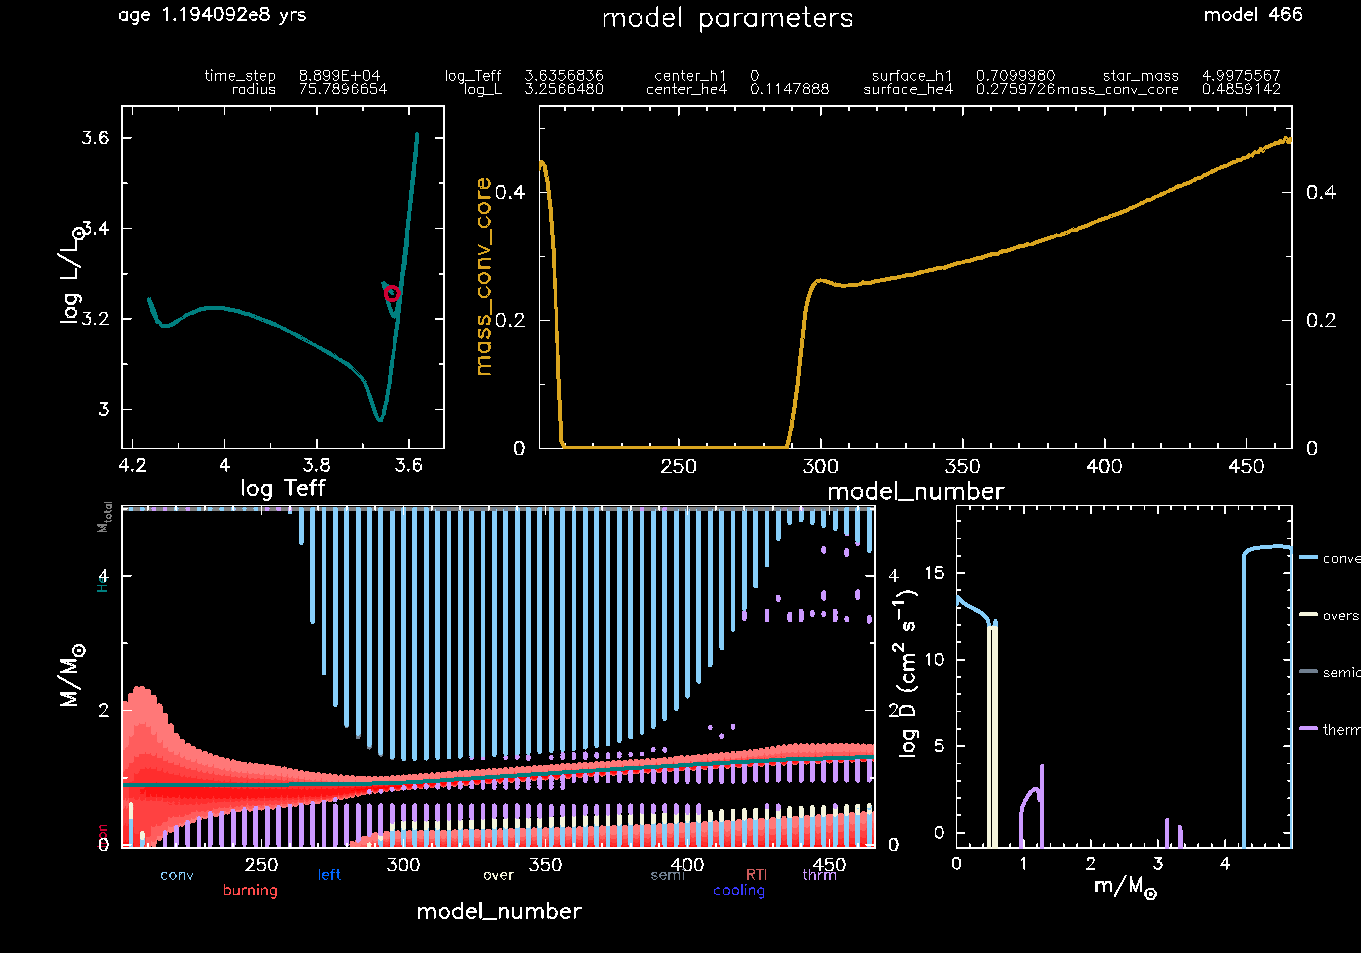 age 1.194092e8 yrs model parameters model 466
time_step 8.899E+04 log_Teff 3.6356836 center_h1 0 surface_h1 0.7099980 star_mass 4.9975567
radius 75.7896654 log_L 3.2566480 center_he4 0.1147888 surface_he4 0.2759726 mass_conv_core 0.4859142
log L/L⊙
3.6
3.4
3.2
3
4.2 4 3.8 3.6
log Teff
mass_conv_core
0.4 0.4
0.2 0.2
0 0
250 300 350 400 450
model_number
M/M⊙
Mtotal
He
4 4
2 2
0 0
250 300 350 400 450
conv left over semi RTI thrm
burning cooling
model_number
log D (cm² s⁻¹)
15
10
5
0
0 1 2 3 4
m/M⊙
conve
overs
semic
therm